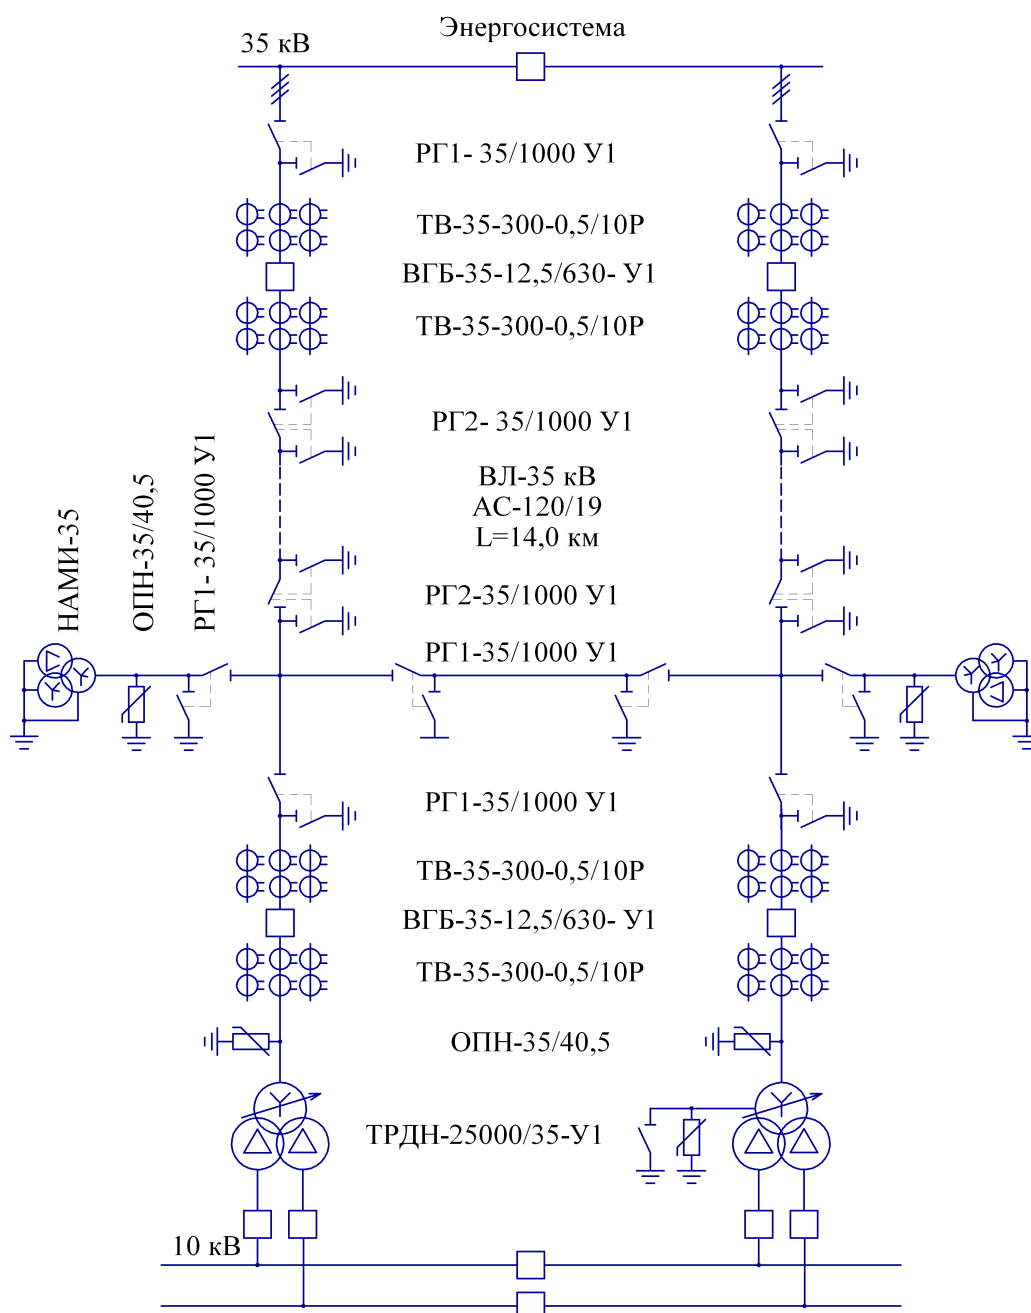 Энергосистема
35 кВ
РГ1- 35/1000 У1
ТВ-35-300-0,5/10Р
ВГБ-35-12,5/630- У1
ТВ-35-300-0,5/10Р
РГ2- 35/1000 У1
ВЛ-35 кВ
АС-120/19
L=14,0 км
НАМИ-35
ОПН-35/40,5
РГ1- 35/1000 У1
РГ2-35/1000 У1
РГ1-35/1000 У1
РГ1-35/1000 У1
ТВ-35-300-0,5/10Р
ВГБ-35-12,5/630- У1
ТВ-35-300-0,5/10Р
ОПН-35/40,5
ТРДН-25000/35-У1
10 кВ